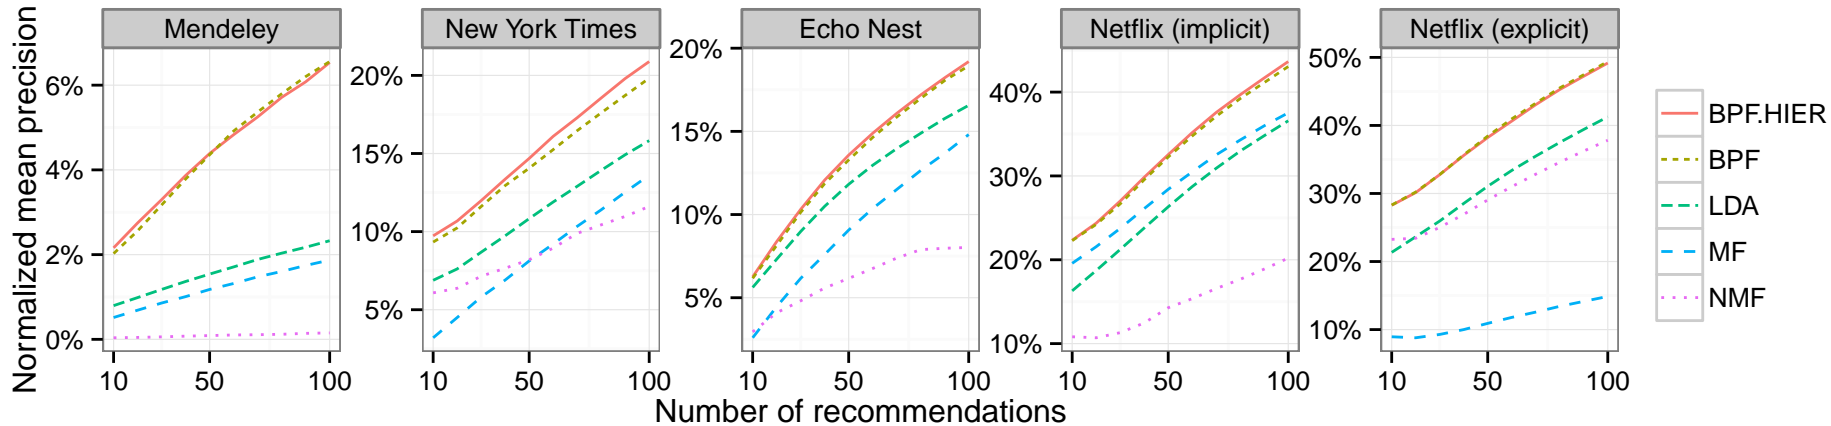 Normalized mean precision
Mendeley
6%
4%
2%
0%
10 50 100
New York Times
20%
15%
10%
5%
10 50 100
Echo Nest
20%
15%
10%
5%
10 50 100
Netflix (implicit)
40%
30%
20%
10%
10 50 100
Netflix (explicit)
50%
40%
30%
20%
10%
10 50 100
Number of recommendations
BPF.HIER
BPF
LDA
MF
NMF